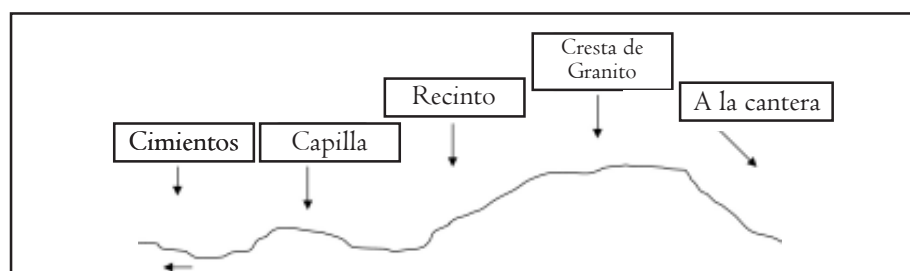 Cresta de
Granito
Recinto
A la cantera
Cimientos
Capilla